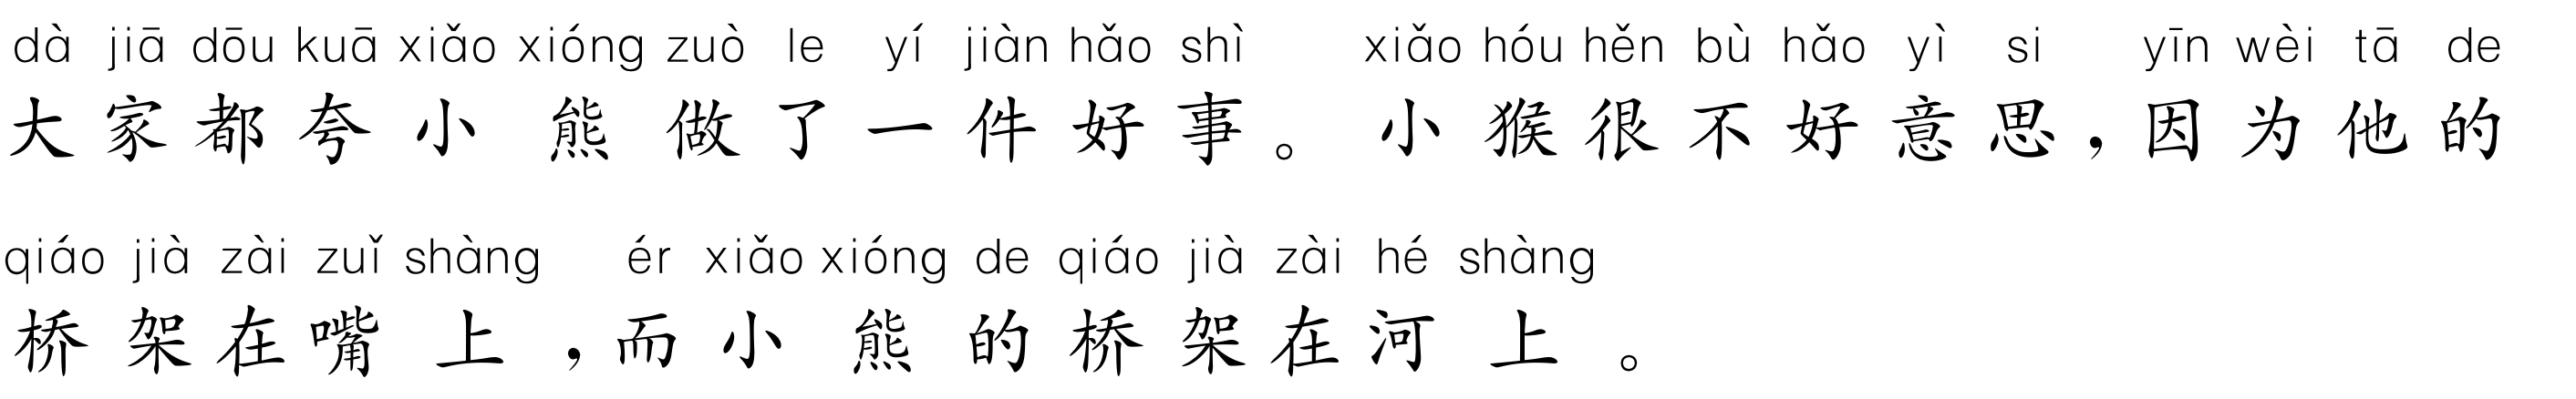 dà jiā dōu kuā xiǎo xióng zuò le yí jiàn hǎo shì xiǎo hóu hěn bù hǎo yì si yīn wèi tā de
大家都夸小熊做了一件好事。小猴很不好意思，因为他的
qiáo jià zài zuǐ shàng ér xiǎo xióng de qiáo jià zài hé shàng
桥架在嘴上，而小熊的桥架在河上。